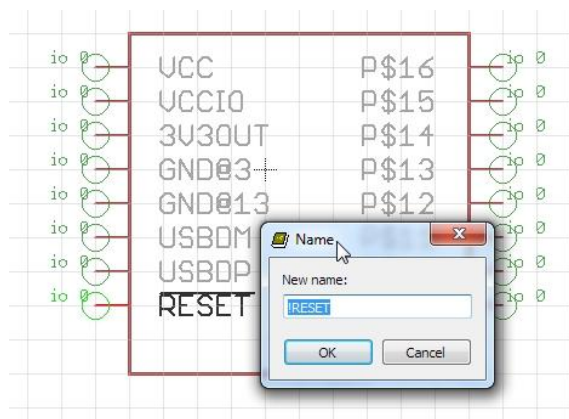 io 0 VCC P$16 io 0
io 0 VCCIO P$15 io 0
io 0 3V3OUT P$14 io 0
io 0 GND@3 P$13 io 0
io 0 GND@13 P$12 io 0
io 0 USBDM io 0
io 0 USBDP io 0
io 0 RESET io 0
Name
New name:
!RESET
OK Cancel